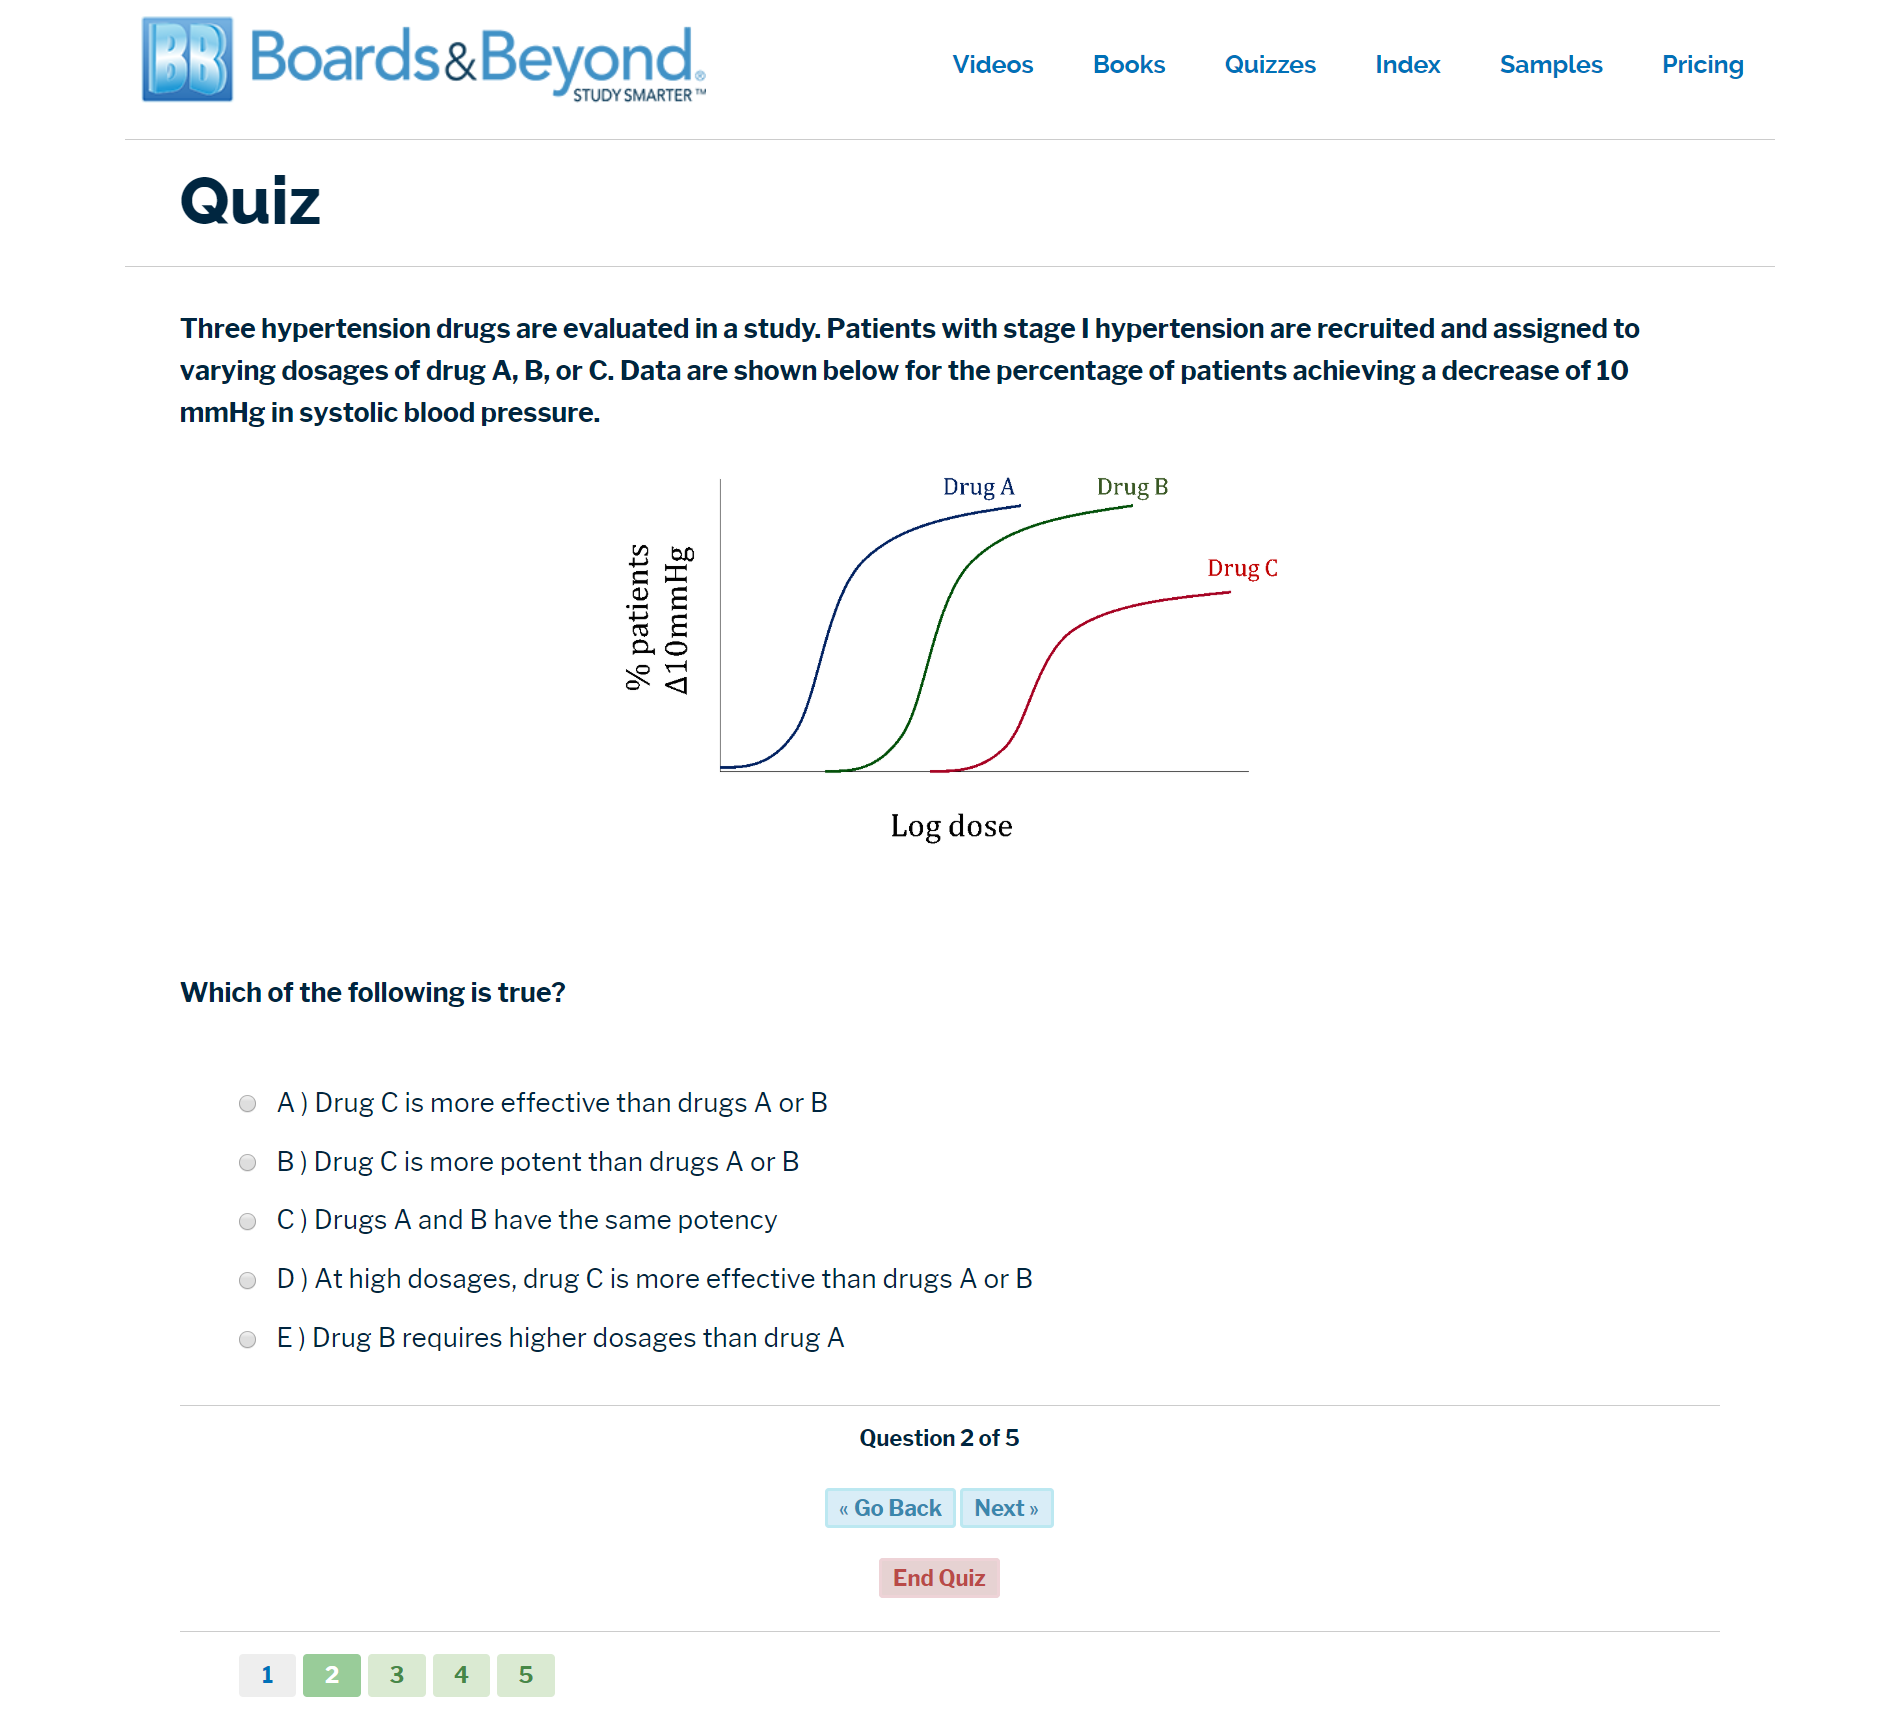 BB Boards&Beyond®
STUDY SMARTER™
Videos Books Quizzes Index Samples Pricing
Quiz
Three hypertension drugs are evaluated in a study. Patients with stage I hypertension are recruited and assigned to
varying dosages of drug A, B, or C. Data are shown below for the percentage of patients achieving a decrease of 10
mmHg in systolic blood pressure.
Drug A
Drug B
Drug C
% patients
Δ10mmHg
Log dose
Which of the following is true?
A ) Drug C is more effective than drugs A or B
B ) Drug C is more potent than drugs A or B
C ) Drugs A and B have the same potency
D ) At high dosages, drug C is more effective than drugs A or B
E ) Drug B requires higher dosages than drug A
Question 2 of 5
« Go Back Next »
End Quiz
1 2 3 4 5